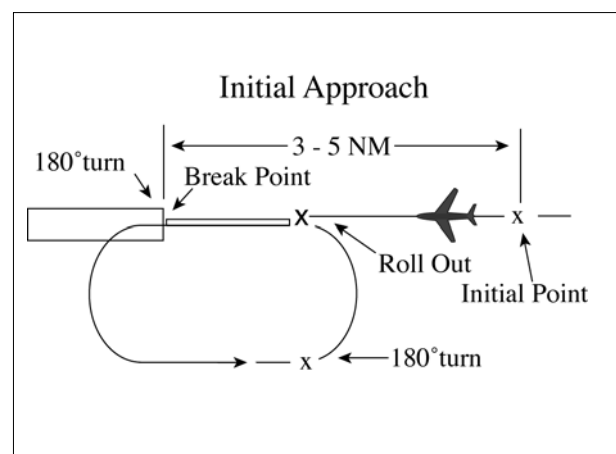 Initial Approach
3 - 5 NM
180˚turn
Break Point
x
x
Roll Out
Initial Point
x
180˚turn